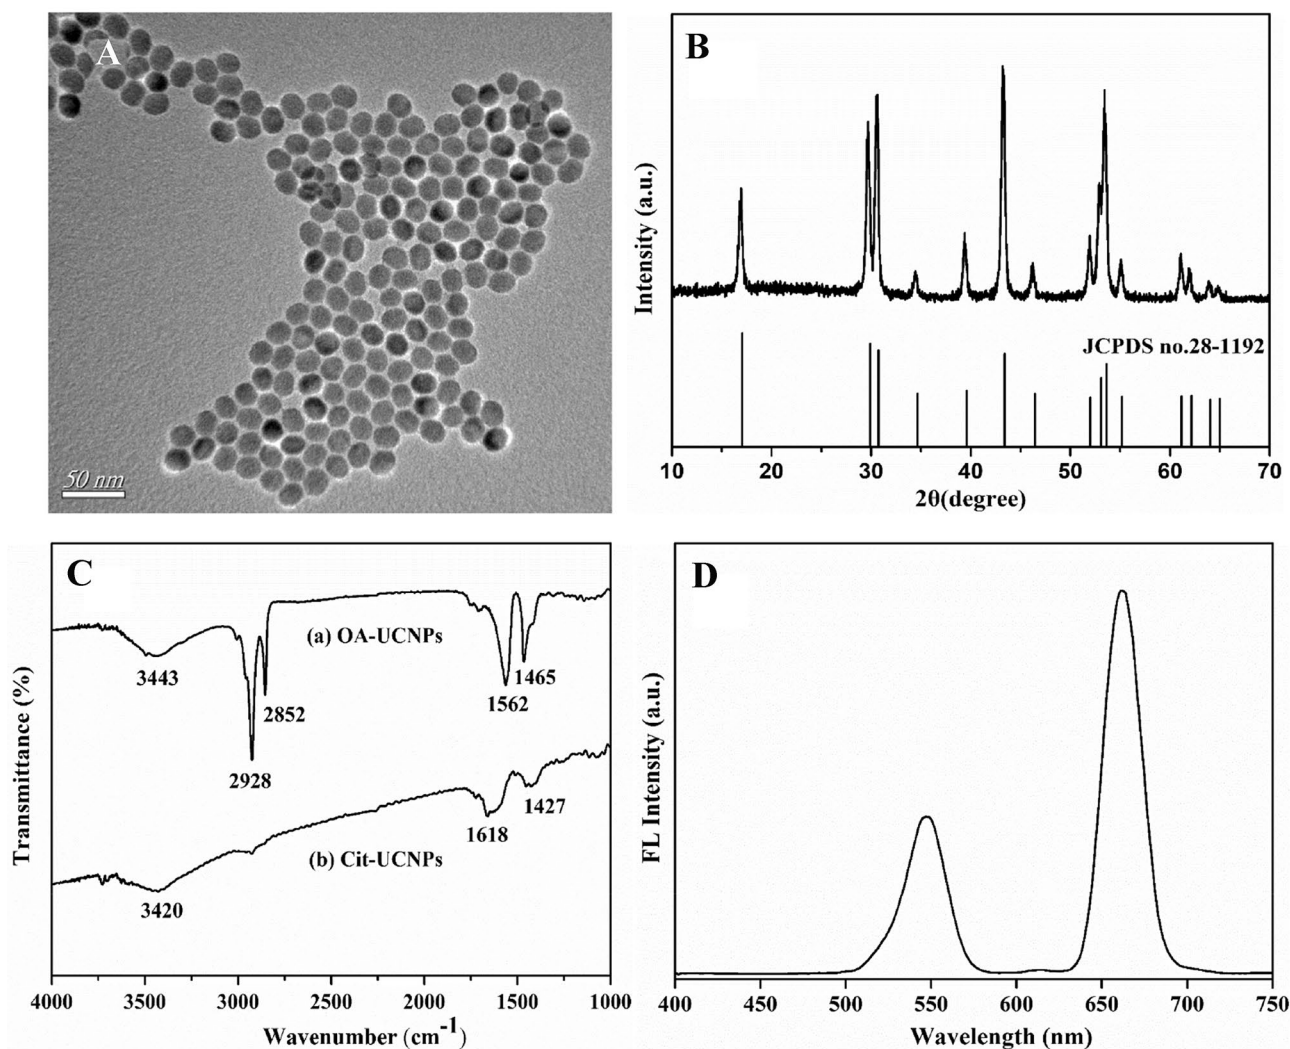 A
50 nm
B
Intensity (a.u.)
JCPDS no.28-1192
10 20 30 40 50 60 70
2θ(degree)
C
Transmittance (%)
(a) OA-UCNPs
3443
2928
2852
1562
1465
(b) Cit-UCNPs
3420
1618
1427
4000 3500 3000 2500 2000 1500 1000
Wavenumber (cm-1)
D
FL Intensity (a.u.)
400 450 500 550 600 650 700 750
Wavelength (nm)